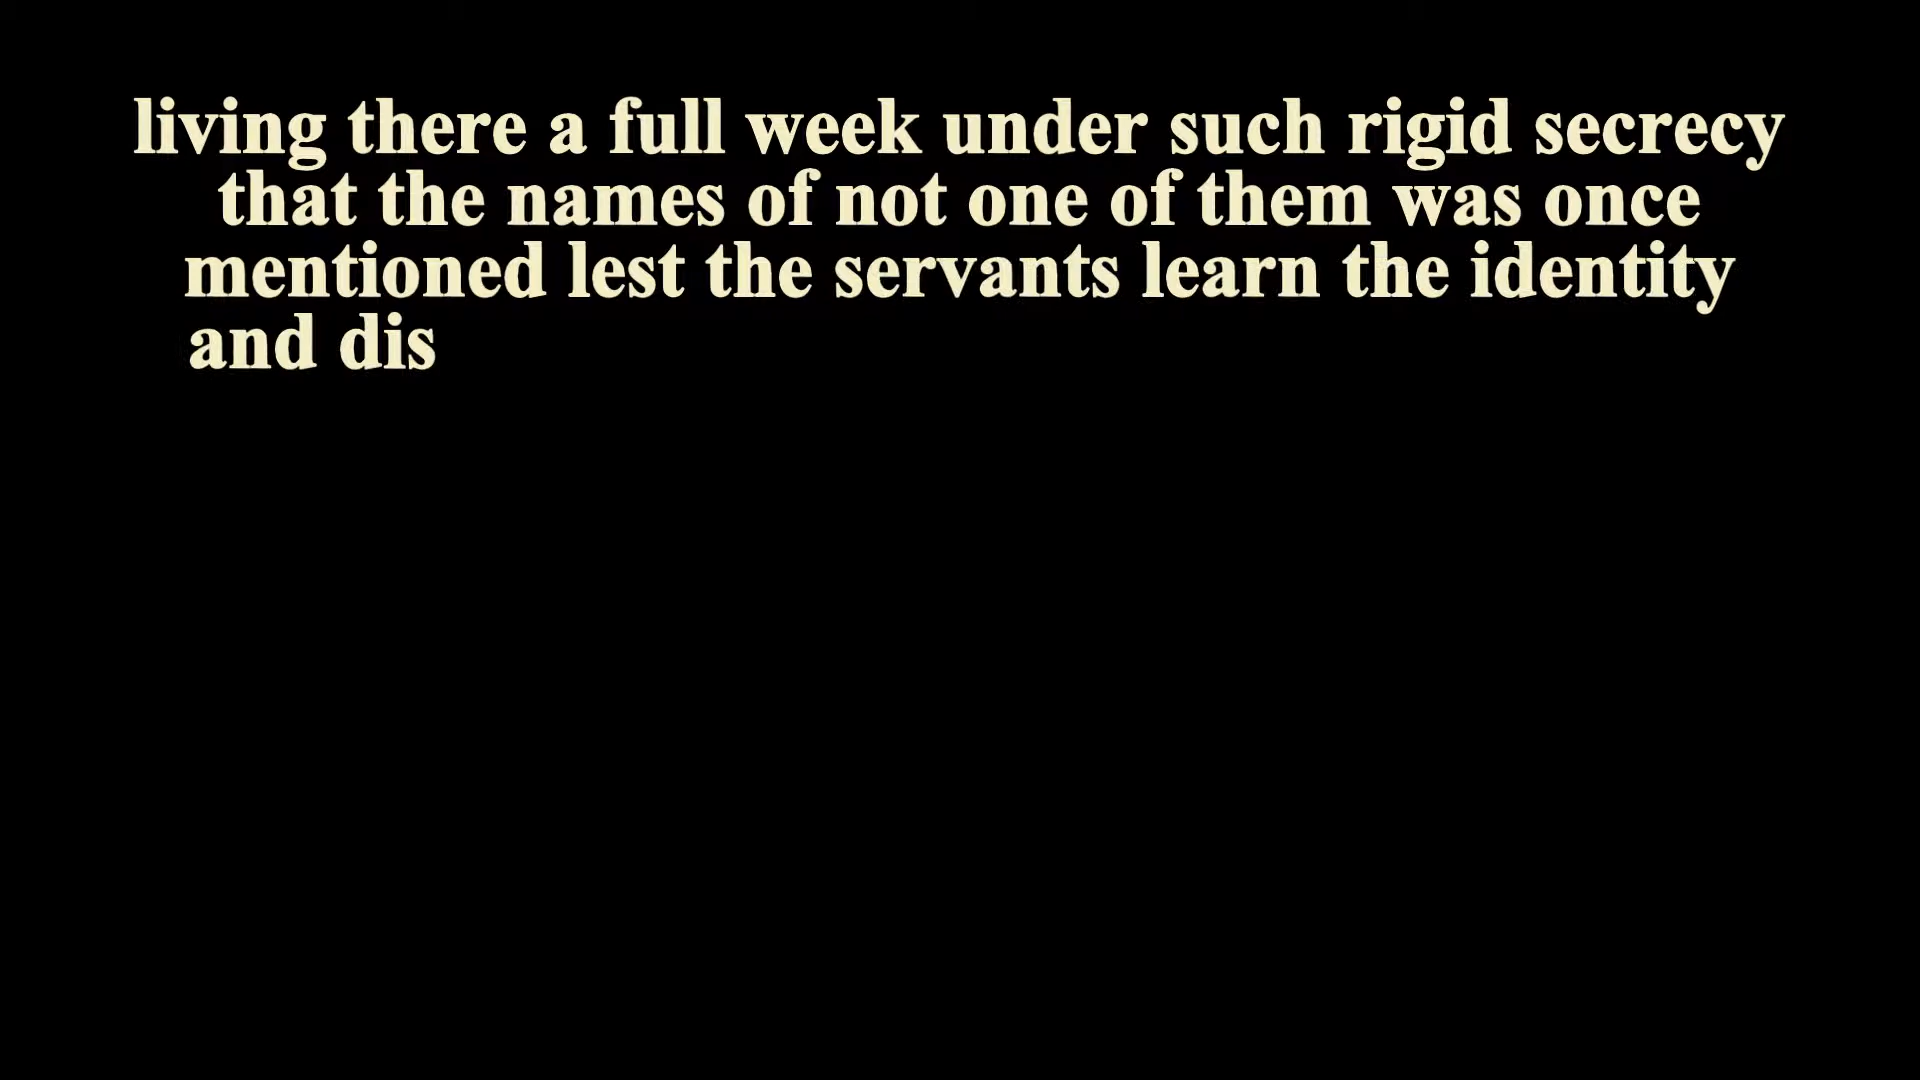 living there a full week under such rigid secrecy
that the names of not one of them was once
mentioned lest the servants learn the identity
and dis